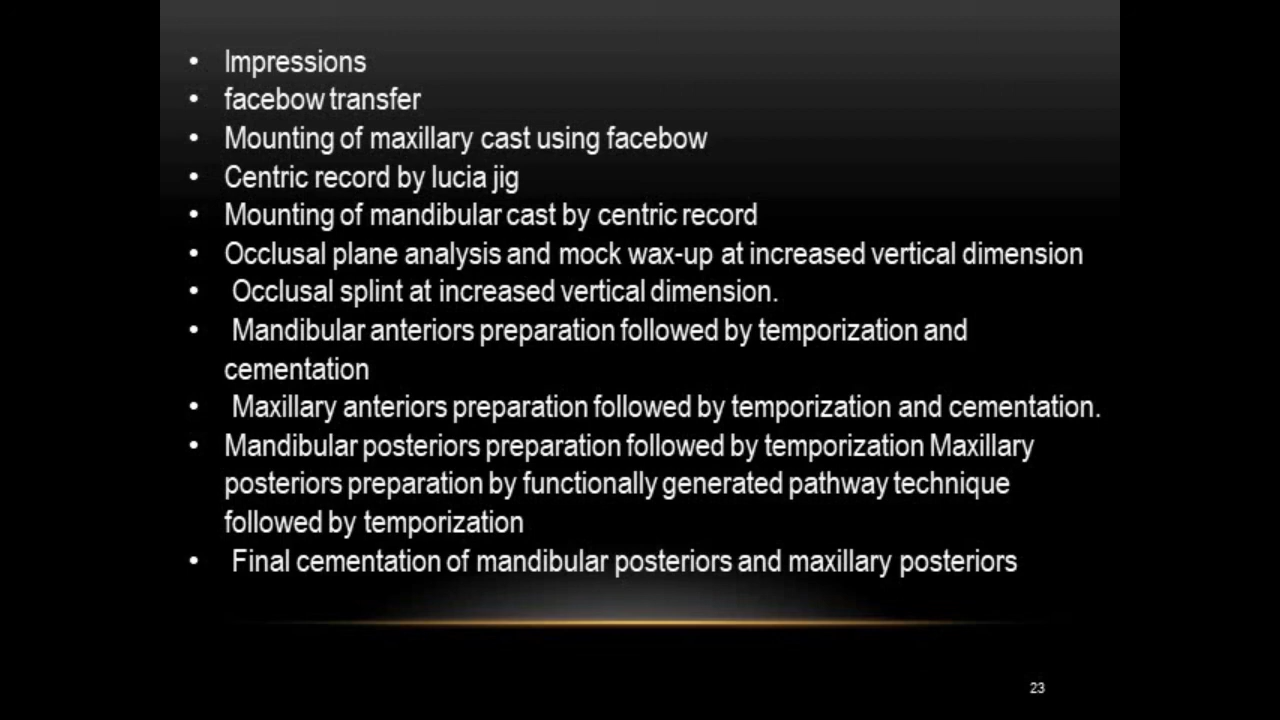 • Impressions
• facebow transfer
• Mounting of maxillary cast using facebow
• Centric record by lucia jig
• Mounting of mandibular cast by centric record
• Occlusal plane analysis and mock wax-up at increased vertical dimension
• Occlusal splint at increased vertical dimension.
• Mandibular anteriors preparation followed by temporization and
cementation
• Maxillary anteriors preparation followed by temporization and cementation.
• Mandibular posteriors preparation followed by temporization Maxillary
posteriors preparation by functionally generated pathway technique
followed by temporization
• Final cementation of mandibular posteriors and maxillary posteriors
23